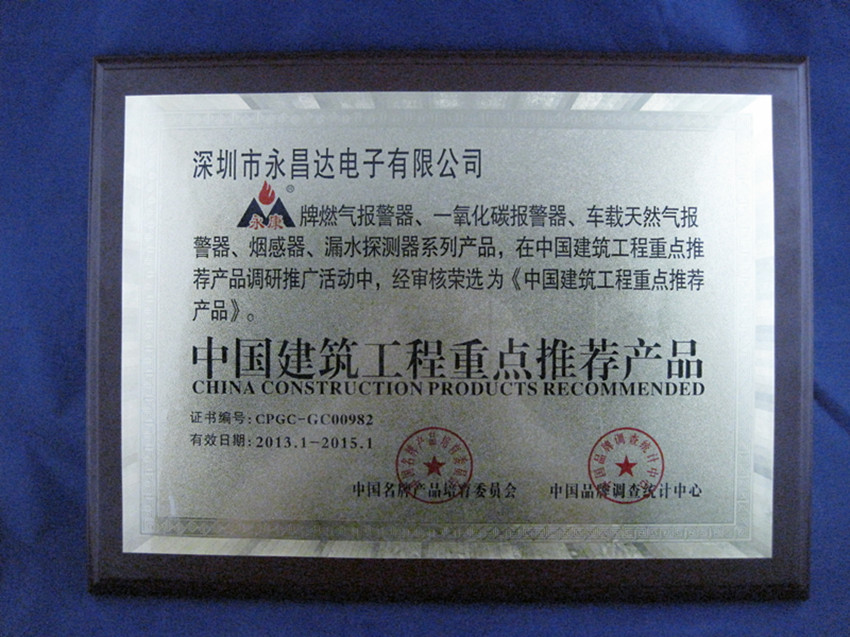 深圳市永昌达电子有限公司
永康®牌燃气报警器、一氧化碳报警器、车载天然气报
警器、烟感器、漏水探测器系列产品，在中国建筑工程重点推
荐产品调研推广活动中，经审核荣选为《中国建筑工程重点推荐
产品》。
中国建筑工程重点推荐产品
CHINA CONSTRUCTION PRODUCTS RECOMMENDED
证书编号:CPGC-GC00982
有效日期:2013.1-2015.1
中国名牌产品培育委员会
中国品牌调查统计中心